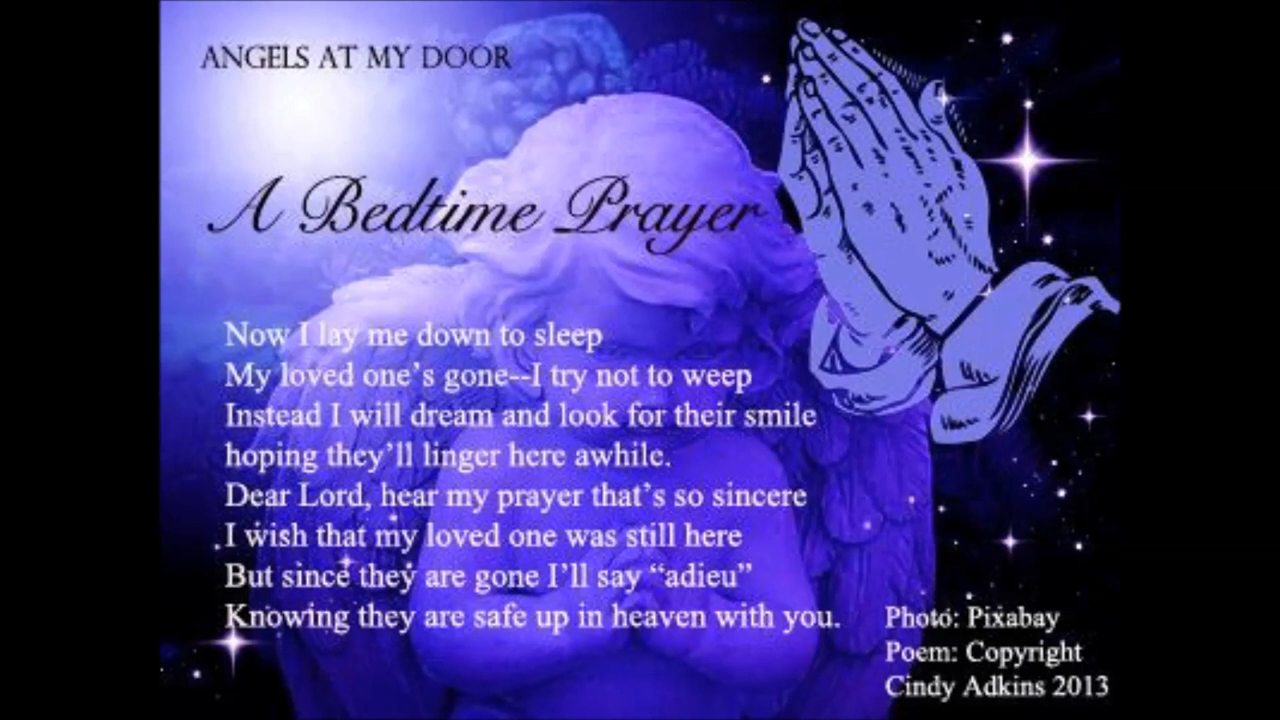 ANGELS AT MY DOOR
A Bedtime Prayer
Now I lay me down to sleep
My loved one’s gone--I try not to weep
Instead I will dream and look for their smile
hoping they’ll linger here awhile.
Dear Lord, hear my prayer that’s so sincere
I wish that my loved one was still here
But since they are gone I’ll say “adieu”
Knowing they are safe up in heaven with you.
Photo: Pixabay
Poem: Copyright
Cindy Adkins 2013